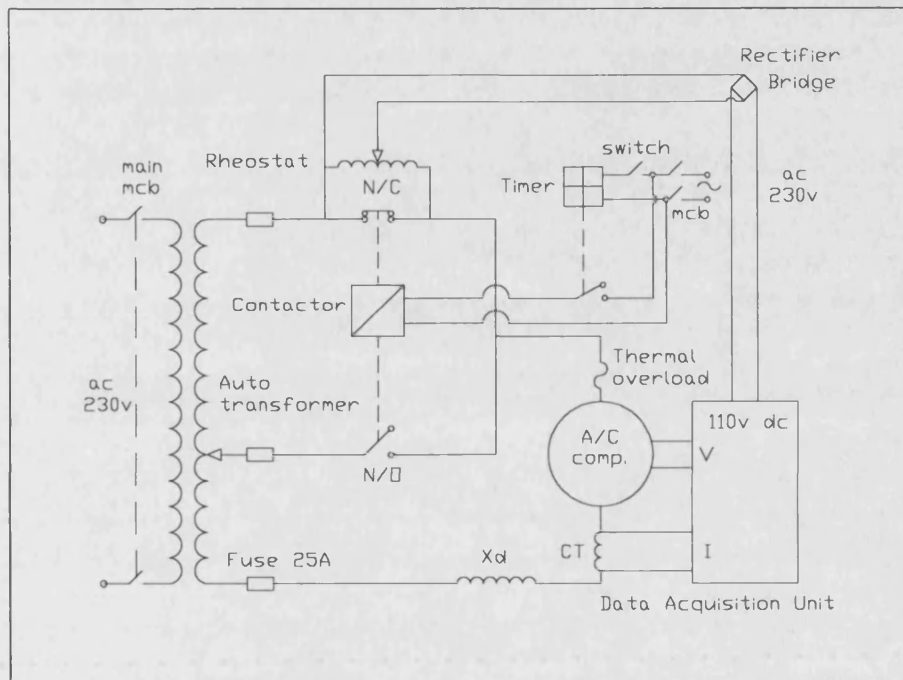 Rectifier
Bridge
main
mcb
Rheostat
N/C
switch
Timer
mcb
ac
230v
Contactor
Thermal
overload
ac
230v
Auto
transformer
N/O
A/C
comp.
110v dc
V
Fuse 25A
Xd
CT
I
Data Acquisition Unit